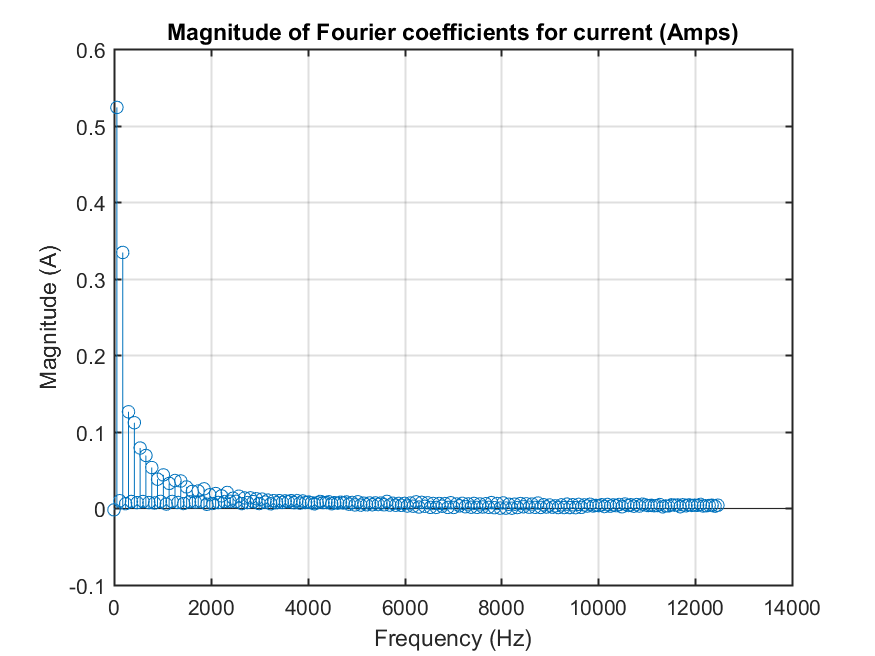 Magnitude of Fourier coefficients for current (Amps)
0.6
0.5
0.4
0.3
0.2
0.1
0
-0.1
Magnitude (A)
0 2000 4000 6000 8000 10000 12000 14000
Frequency (Hz)